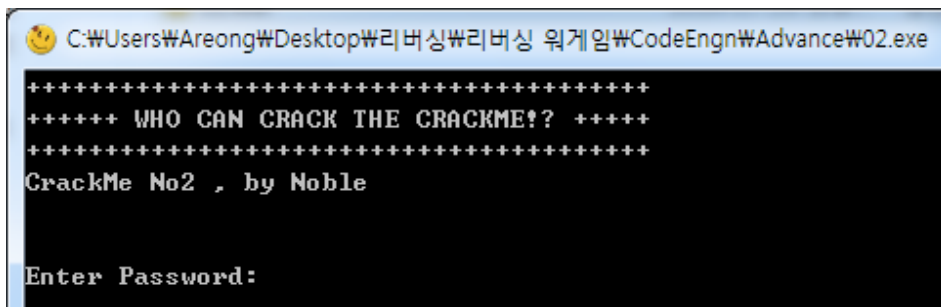 C:₩Users₩Areong₩Desktop₩리버싱₩리버싱 워게임₩CodeEngn₩Advance₩02.exe
++++++++++++++++++++++++++++++++++++++++
++++++ WHO CAN CRACK THE CRACKME!? +++++
++++++++++++++++++++++++++++++++++++++++
CrackMe No2 , by Noble
Enter Password: